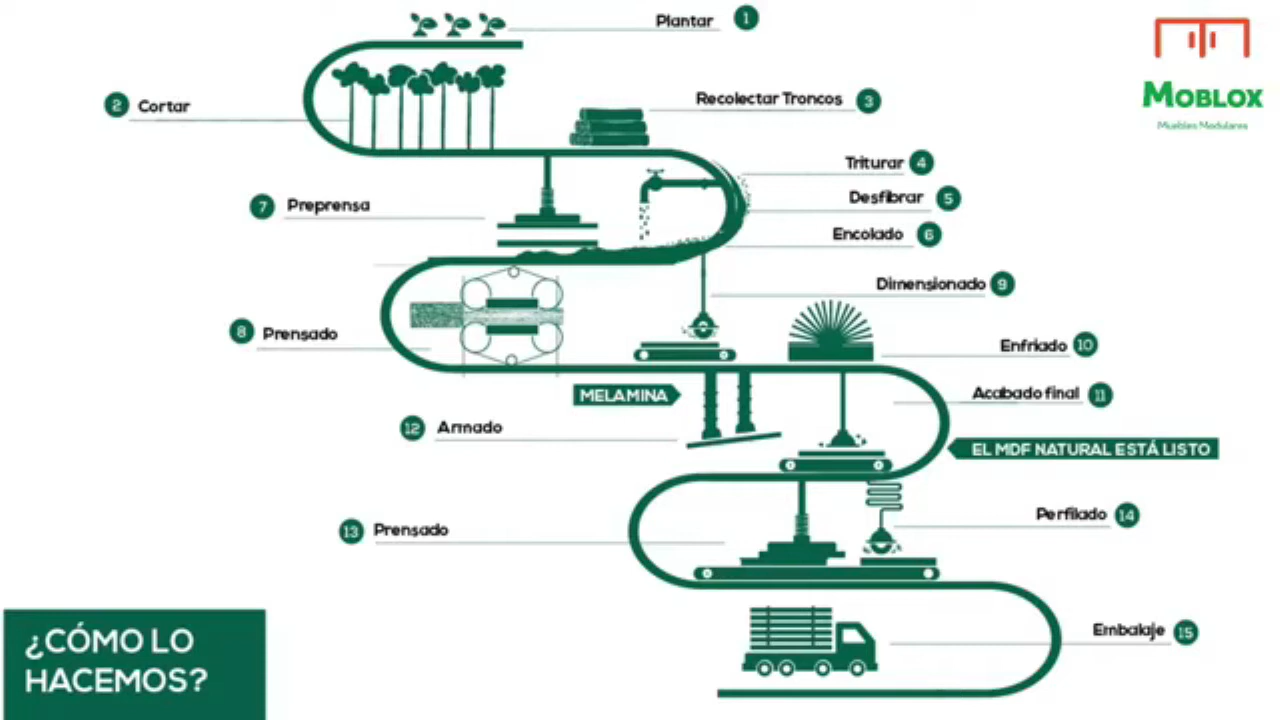 Plantar 1
MOBLOX
Muebles Modulares
2 Cortar
Recolectar Troncos 3
Triturar 4
Desfibrar 5
7 Preprensa
Encolado 6
Dimensionado 9
8 Prensado
Enfriado 10
MELAMINA
Acabado final 11
12 Armado
EL MDF NATURAL ESTÁ LISTO
Perfilado 14
13 Prensado
Embalaje 15
¿CÓMO LO
HACEMOS?